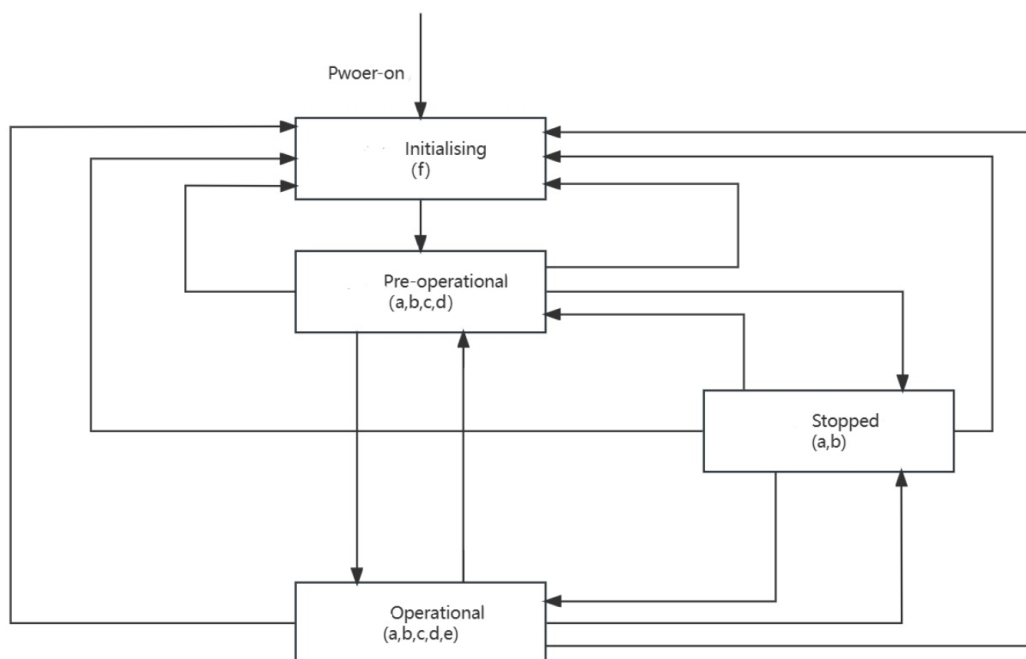 Pwoer-on
Initialising
(f)
Pre-operational
(a,b,c,d)
Stopped
(a,b)
Operational
(a,b,c,d,e)